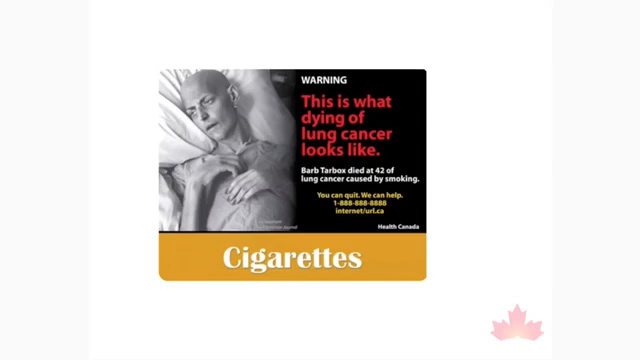 WARNING
This is what
dying of
lung cancer
looks like.
Barb Tarbox died at 42 of
lung cancer caused by smoking.
You can quit. We can help.
1-888-888-8888
internet/url.ca
Journal
Health Canada
Cigarettes